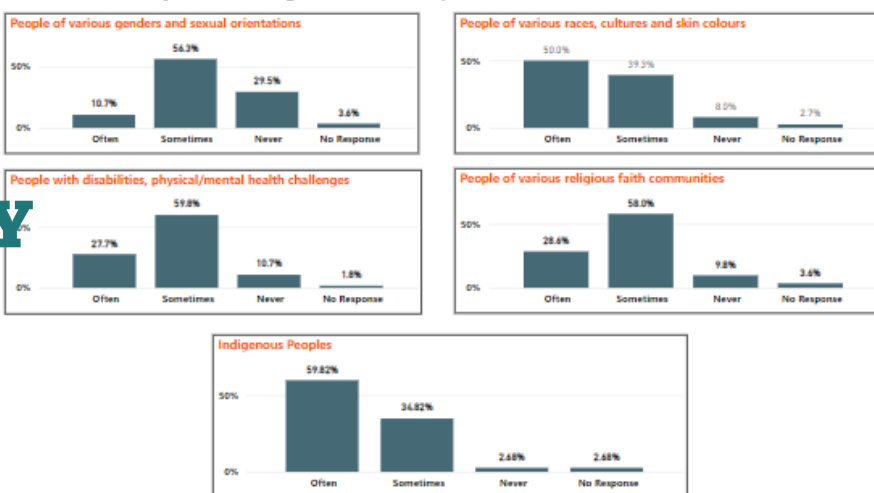 People of various genders and sexual orientations
56.3%
50%
29.5%
10.7%
3.6%
0%
Often Sometimes Never No Response
People of various races, cultures and skin colours
50.0%
50%
39.3%
8.0%
2.7%
0%
Often Sometimes Never No Response
People with disabilities, physical/mental health challenges
59.8%
Y
0%
27.7%
10.7%
1.8%
0%
Often Sometimes Never No Response
People of various religious faith communities
58.0%
50%
28.6%
9.8%
3.6%
0%
Often Sometimes Never No Response
Indigenous Peoples
59.82%
50%
34.82%
2.68% 2.68%
0%
Often Sometimes Never No Response